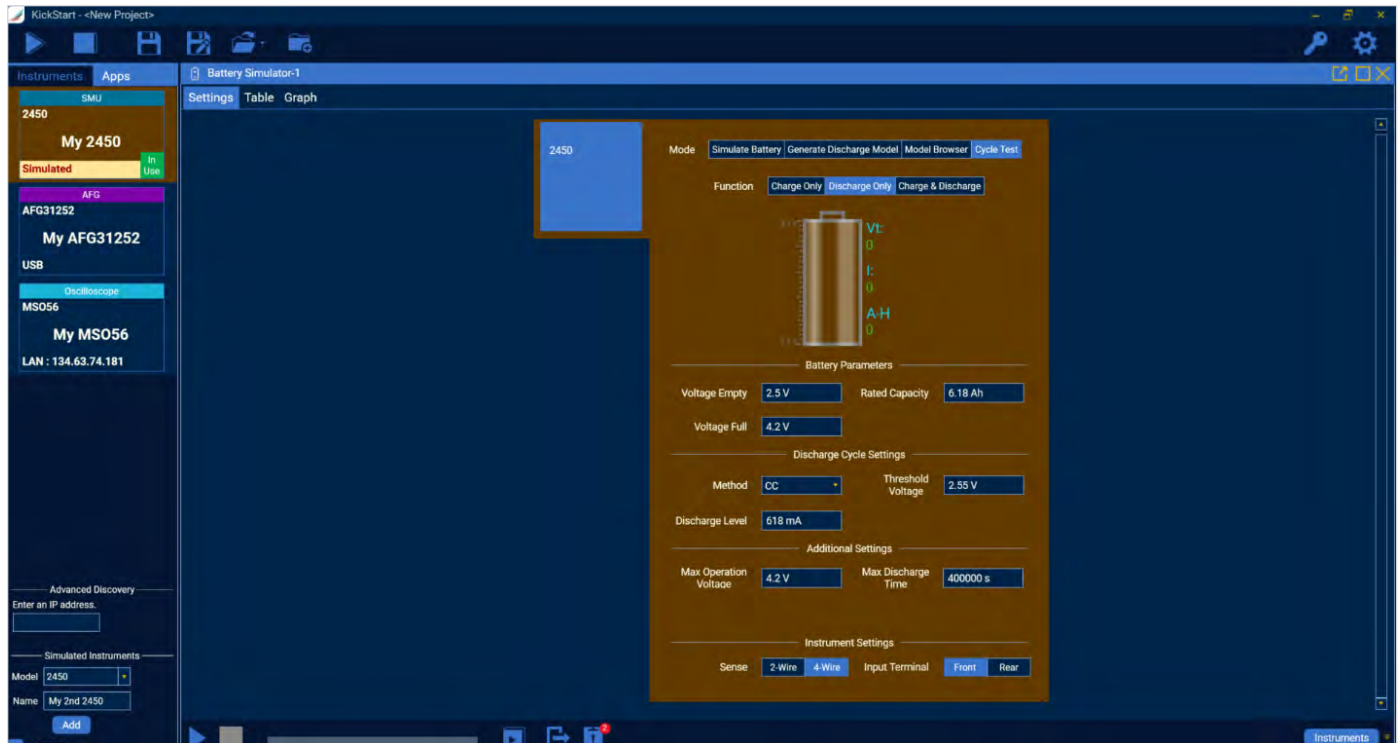 KickStart - <New Project>
Instruments Apps
SMU
2450
My 2450
Simulated
In Use
AFG
AFG31252
My AFG31252
USB
Oscilloscope
MSO56
My MSO56
LAN : 134.63.74.181
Advanced Discovery
Enter an IP address.
Simulated Instruments
Model 2450
Name My 2nd 2450
Add
Battery Simulator-1
Settings Table Graph
2450
Mode Simulate Battery Generate Discharge Model Model Browser Cycle Test
Function Charge Only Discharge Only Charge & Discharge
Vt:
0
I:
0
A-H
0
Battery Parameters
Voltage Empty 2.5 V Rated Capacity 6.18 Ah
Voltage Full 4.2 V
Discharge Cycle Settings
Method CC Threshold Voltage 2.55 V
Discharge Level 618 mA
Additional Settings
Max Operation Voltage 4.2 V Max Discharge Time 400000 s
Instrument Settings
Sense 2-Wire 4-Wire Input Terminal Front Rear
2
Instruments